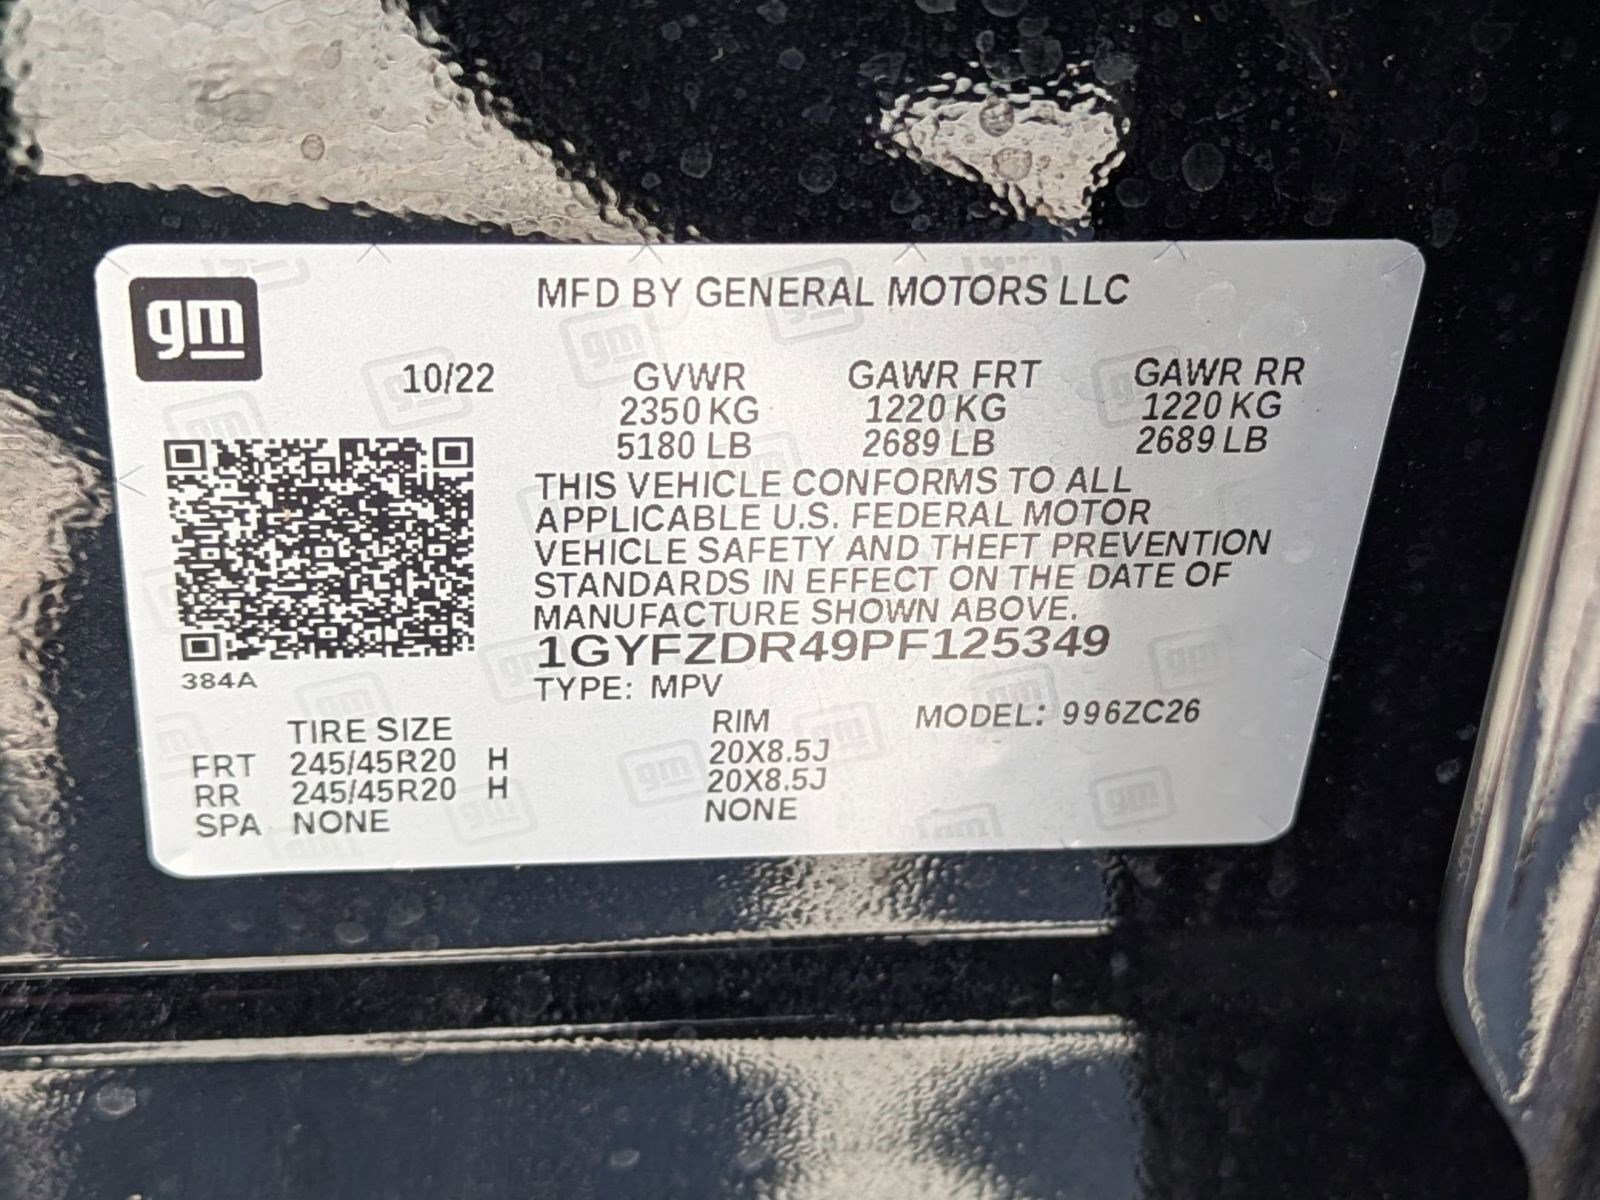 gm
MFD BY GENERAL MOTORS LLC
10/22 GVWR GAWR FRT GAWR RR
2350 KG 1220 KG 1220 KG
5180 LB 2689 LB 2689 LB
THIS VEHICLE CONFORMS TO ALL
APPLICABLE U.S. FEDERAL MOTOR
VEHICLE SAFETY AND THEFT PREVENTION
STANDARDS IN EFFECT ON THE DATE OF
MANUFACTURE SHOWN ABOVE.
1GYFZDR49PF125349
384A
TYPE: MPV
TIRE SIZE RIM MODEL: 996ZC26
FRT 245/45R20 H 20X8.5J
RR 245/45R20 H 20X8.5J
SPA NONE NONE